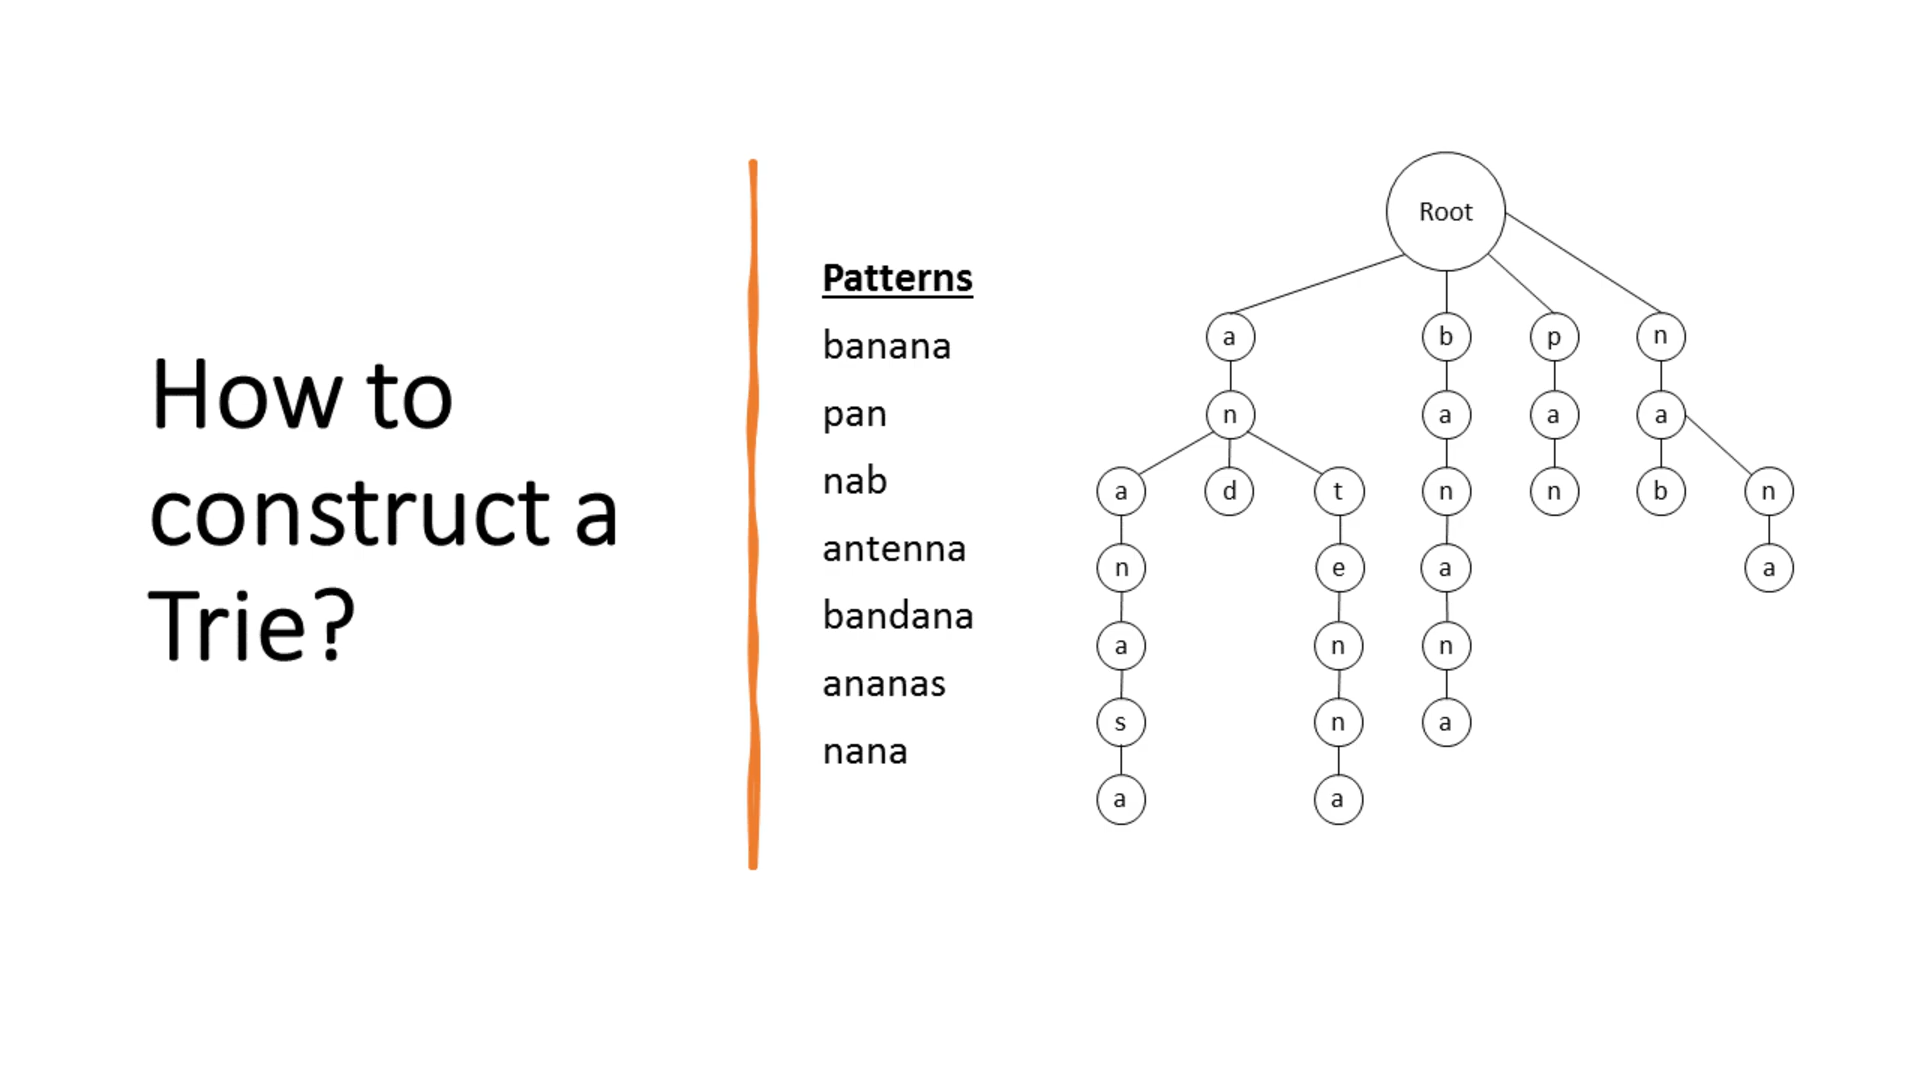 How to
construct a
Trie?
Patterns
banana
pan
nab
antenna
bandana
ananas
nana
Root
a b p n
n a a a
a d t n n b n
n e a a
a n n
s n a
a a